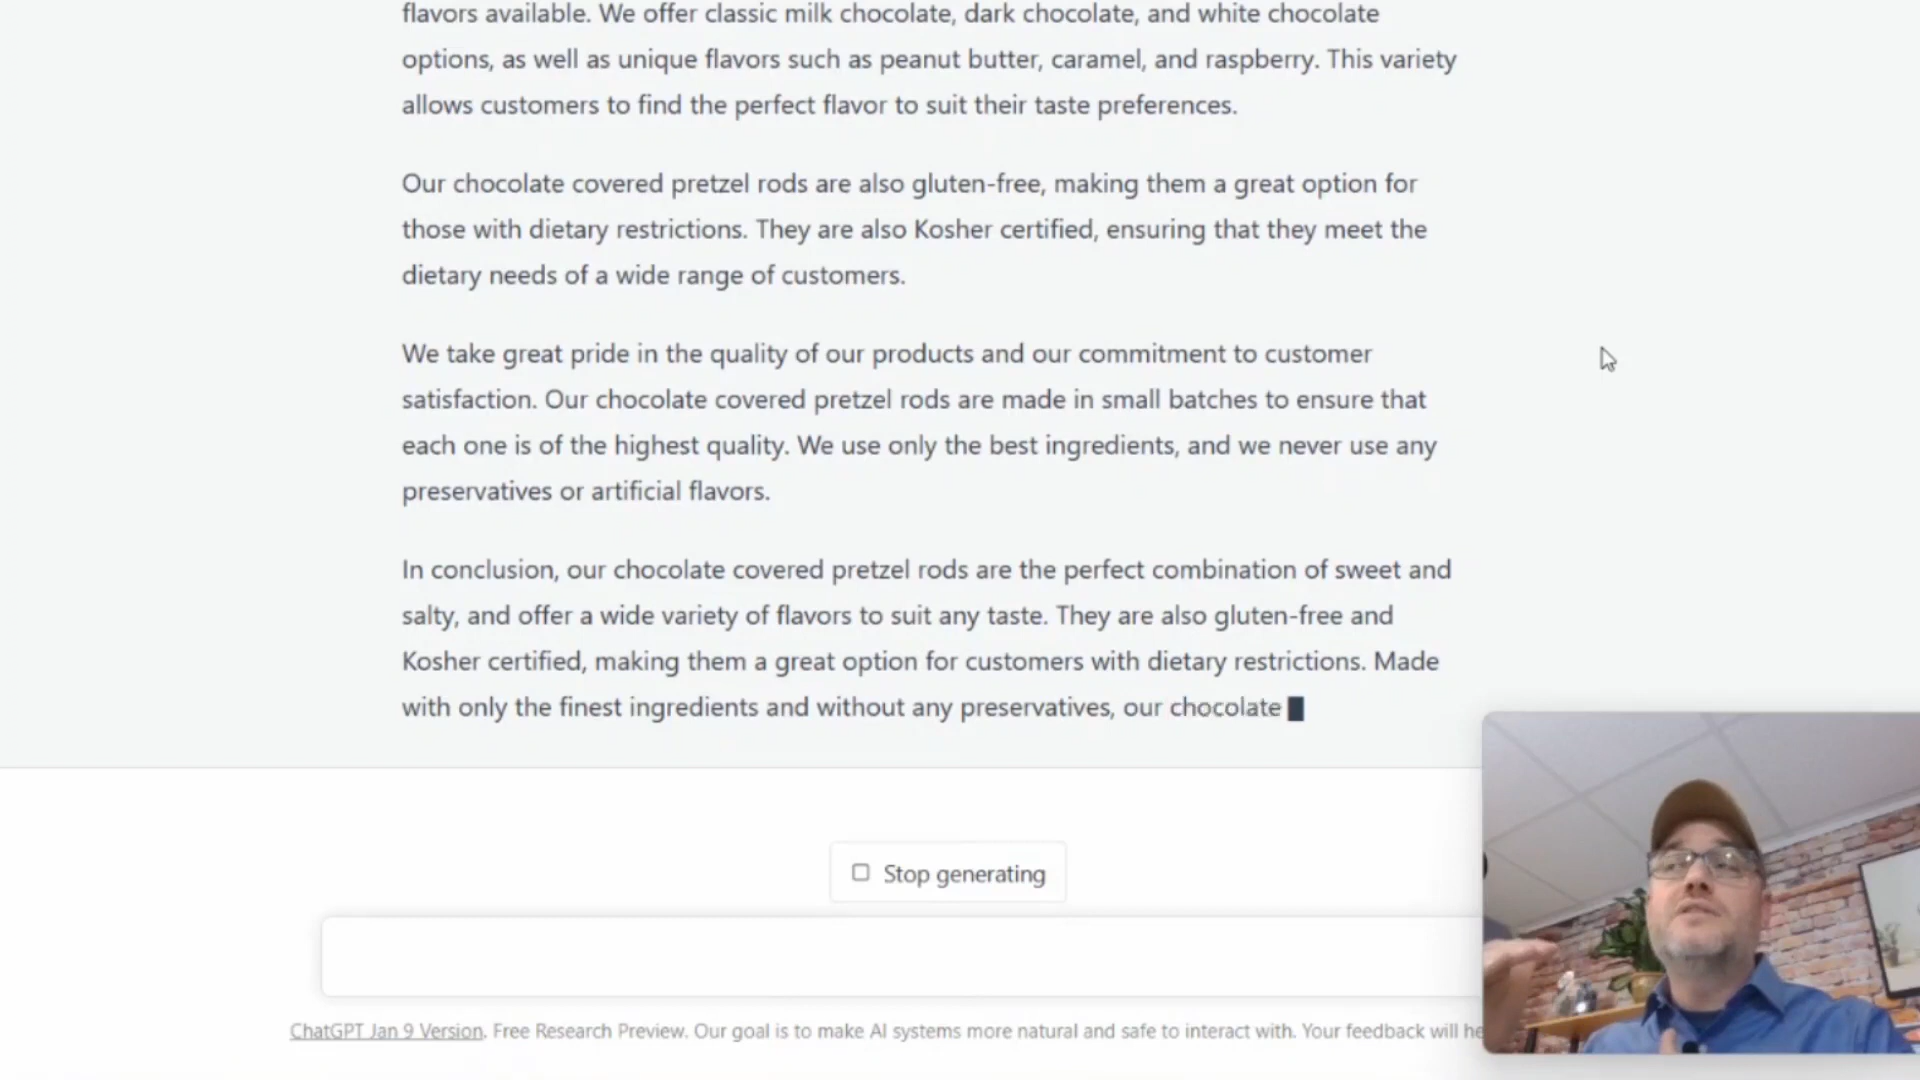 flavors available. We offer classic milk chocolate, dark chocolate, and white chocolate
options, as well as unique flavors such as peanut butter, caramel, and raspberry. This variety
allows customers to find the perfect flavor to suit their taste preferences.
Our chocolate covered pretzel rods are also gluten-free, making them a great option for
those with dietary restrictions. They are also Kosher certified, ensuring that they meet the
dietary needs of a wide range of customers.
We take great pride in the quality of our products and our commitment to customer
satisfaction. Our chocolate covered pretzel rods are made in small batches to ensure that
each one is of the highest quality. We use only the best ingredients, and we never use any
preservatives or artificial flavors.
In conclusion, our chocolate covered pretzel rods are the perfect combination of sweet and
salty, and offer a wide variety of flavors to suit any taste. They are also gluten-free and
Kosher certified, making them a great option for customers with dietary restrictions. Made
with only the finest ingredients and without any preservatives, our chocolate
Stop generating
ChatGPT Jan 9 Version. Free Research Preview. Our goal is to make AI systems more natural and safe to interact with. Your feedback will he